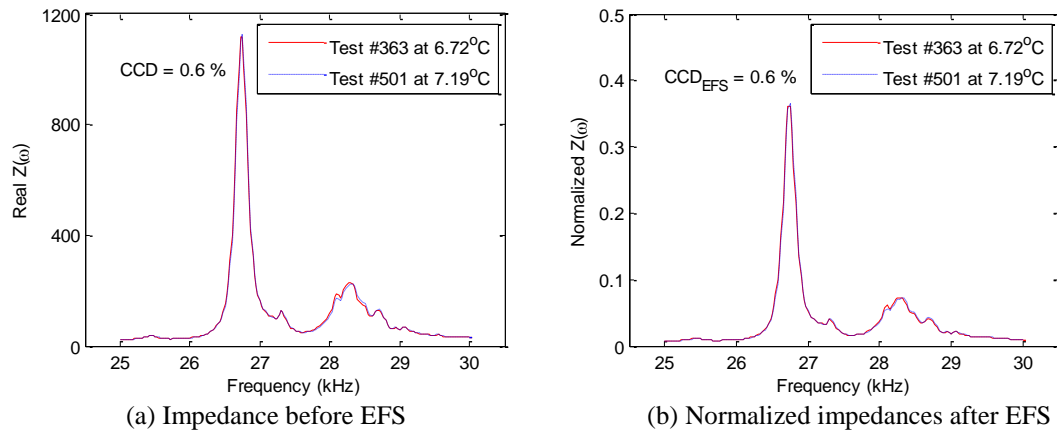 1200
800
400
0
Real Z(ω)
CCD = 0.6 %
Test #363 at 6.72°C
Test #501 at 7.19°C
25 26 27 28 29 30
Frequency (kHz)
(a) Impedance before EFS
0.5
0.4
0.3
0.2
0.1
0
Normalized Z(ω)
CCD_EFS = 0.6 %
Test #363 at 6.72°C
Test #501 at 7.19°C
25 26 27 28 29 30
Frequency (kHz)
(b) Normalized impedances after EFS